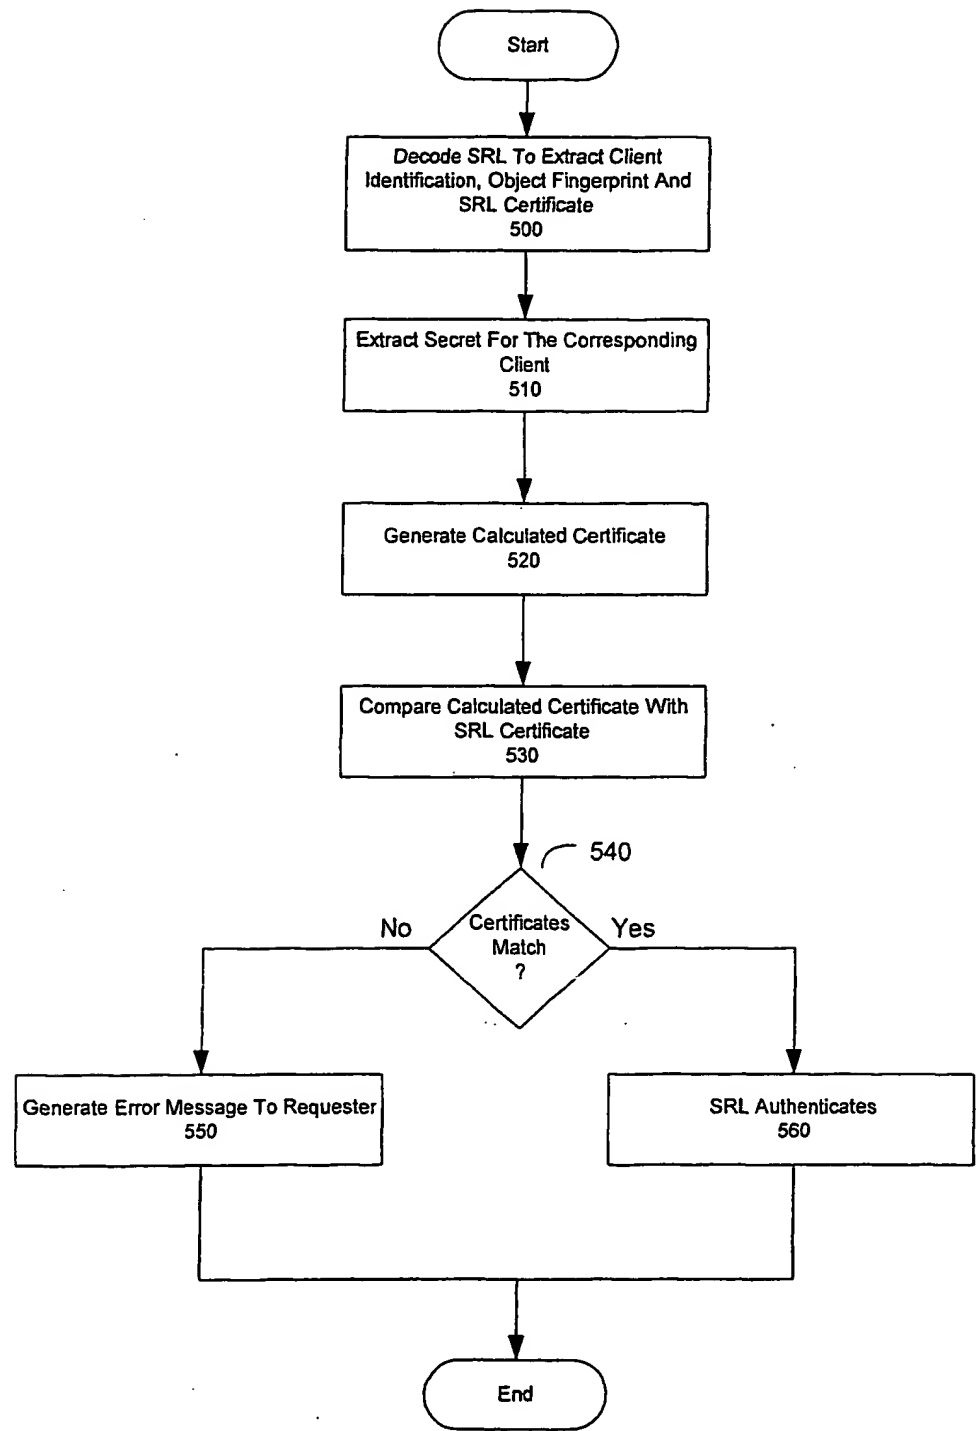 Start
Decode SRL To Extract Client
Identification, Object Fingerprint And
SRL Certificate
500
Extract Secret For The Corresponding
Client
510
Generate Calculated Certificate
520
Compare Calculated Certificate With
SRL Certificate
530
540
Certificates
Match
?
No
Yes
Generate Error Message To Requester
550
SRL Authenticates
560
End